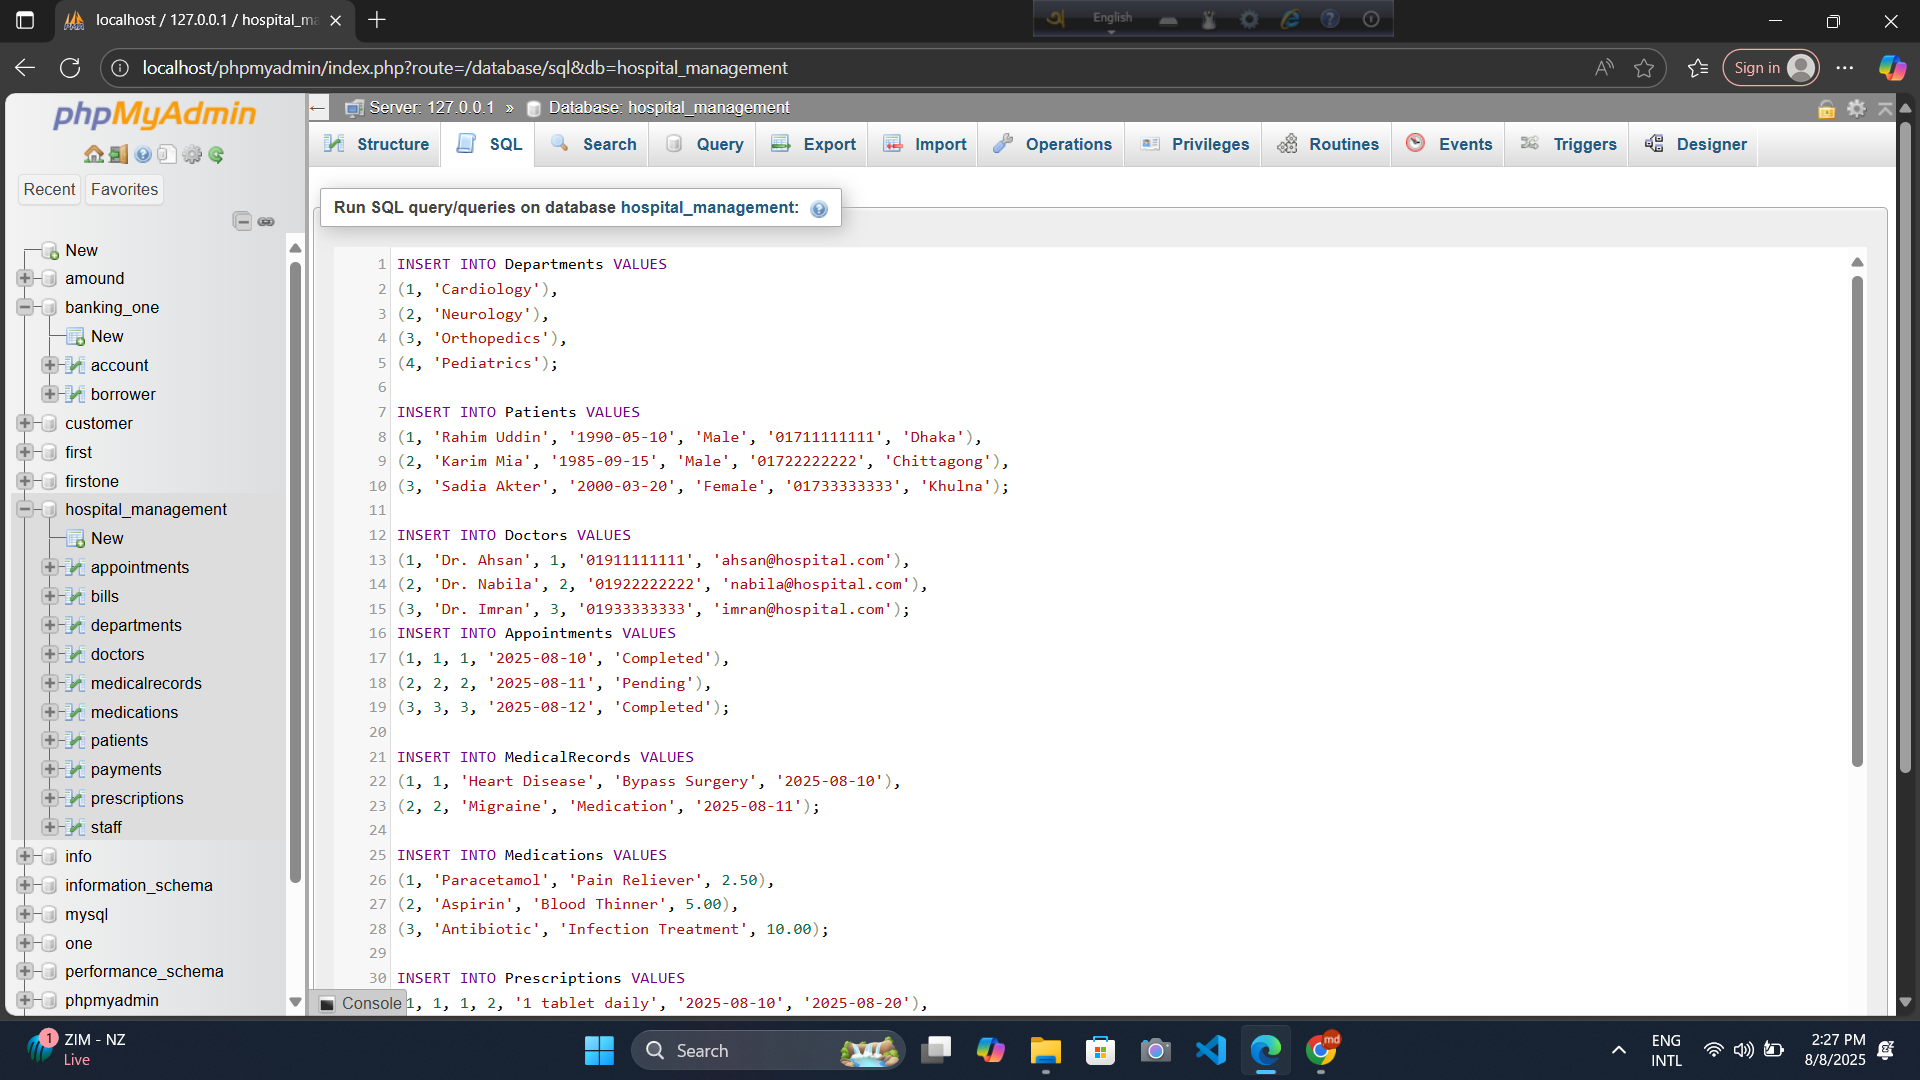 localhost / 127.0.0.1 / hospital_ma
English
localhost/phpmyadmin/index.php?route=/database/sql&db=hospital_management
Sign in
phpMyAdmin
Server: 127.0.0.1 » Database: hospital_management
Structure SQL Search Query Export Import Operations Privileges Routines Events Triggers Designer
Recent Favorites
Run SQL query/queries on database hospital_management:
New
amound
banking_one
New
account
borrower
customer
first
firstone
hospital_management
New
appointments
bills
departments
doctors
medicalrecords
medications
patients
payments
prescriptions
staff
info
information_schema
mysql
one
performance_schema
phpmyadmin
1 INSERT INTO Departments VALUES
2 (1, 'Cardiology'),
3 (2, 'Neurology'),
4 (3, 'Orthopedics'),
5 (4, 'Pediatrics');
6
7 INSERT INTO Patients VALUES
8 (1, 'Rahim Uddin', '1990-05-10', 'Male', '01711111111', 'Dhaka'),
9 (2, 'Karim Mia', '1985-09-15', 'Male', '01722222222', 'Chittagong'),
10 (3, 'Sadia Akter', '2000-03-20', 'Female', '01733333333', 'Khulna');
11
12 INSERT INTO Doctors VALUES
13 (1, 'Dr. Ahsan', 1, '01911111111', 'ahsan@hospital.com'),
14 (2, 'Dr. Nabila', 2, '01922222222', 'nabila@hospital.com'),
15 (3, 'Dr. Imran', 3, '01933333333', 'imran@hospital.com');
16 INSERT INTO Appointments VALUES
17 (1, 1, 1, '2025-08-10', 'Completed'),
18 (2, 2, 2, '2025-08-11', 'Pending'),
19 (3, 3, 3, '2025-08-12', 'Completed');
20
21 INSERT INTO MedicalRecords VALUES
22 (1, 1, 'Heart Disease', 'Bypass Surgery', '2025-08-10'),
23 (2, 2, 'Migraine', 'Medication', '2025-08-11');
24
25 INSERT INTO Medications VALUES
26 (1, 'Paracetamol', 'Pain Reliever', 2.50),
27 (2, 'Aspirin', 'Blood Thinner', 5.00),
28 (3, 'Antibiotic', 'Infection Treatment', 10.00);
29
30 INSERT INTO Prescriptions VALUES
1, 1, 1, 2, '1 tablet daily', '2025-08-10', '2025-08-20'),
Console
1
ZIM - NZ
Live
Search
md
ENG
INTL
2:27 PM
8/8/2025